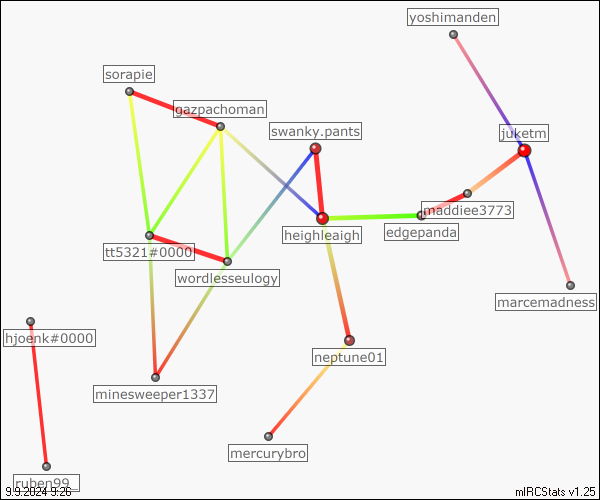 yoshimanden
sorapie
gazpachoman
swanky.pants
juketm
maddiee3773
edgepanda
heighleaigh
tt5321#0000
wordlesseulogy
marcemadness
hjoenk#0000
neptune01
minesweeper1337
mercurybro
ruben99_
9.9.2024 9:26
mIRCStats v1.25